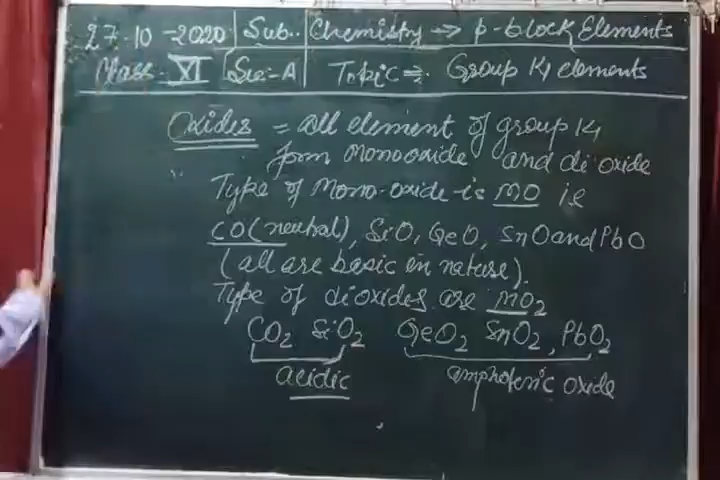 27-10-2020 Sub.. Chemistry → p-block Elements
Class- XI Sec-A Topic ⇒. Group 14 elements
Oxides = All element of group 14
form Monooxide and di oxide
Type of Mono-oxide is MO i.e
CO (neutral), SiO, GeO, SnO and PbO
(all are basic in nature).
Type of dioxides are MO₂
CO₂ SiO₂ GeO₂ SnO₂, PbO₂
acidic amphoteric oxide